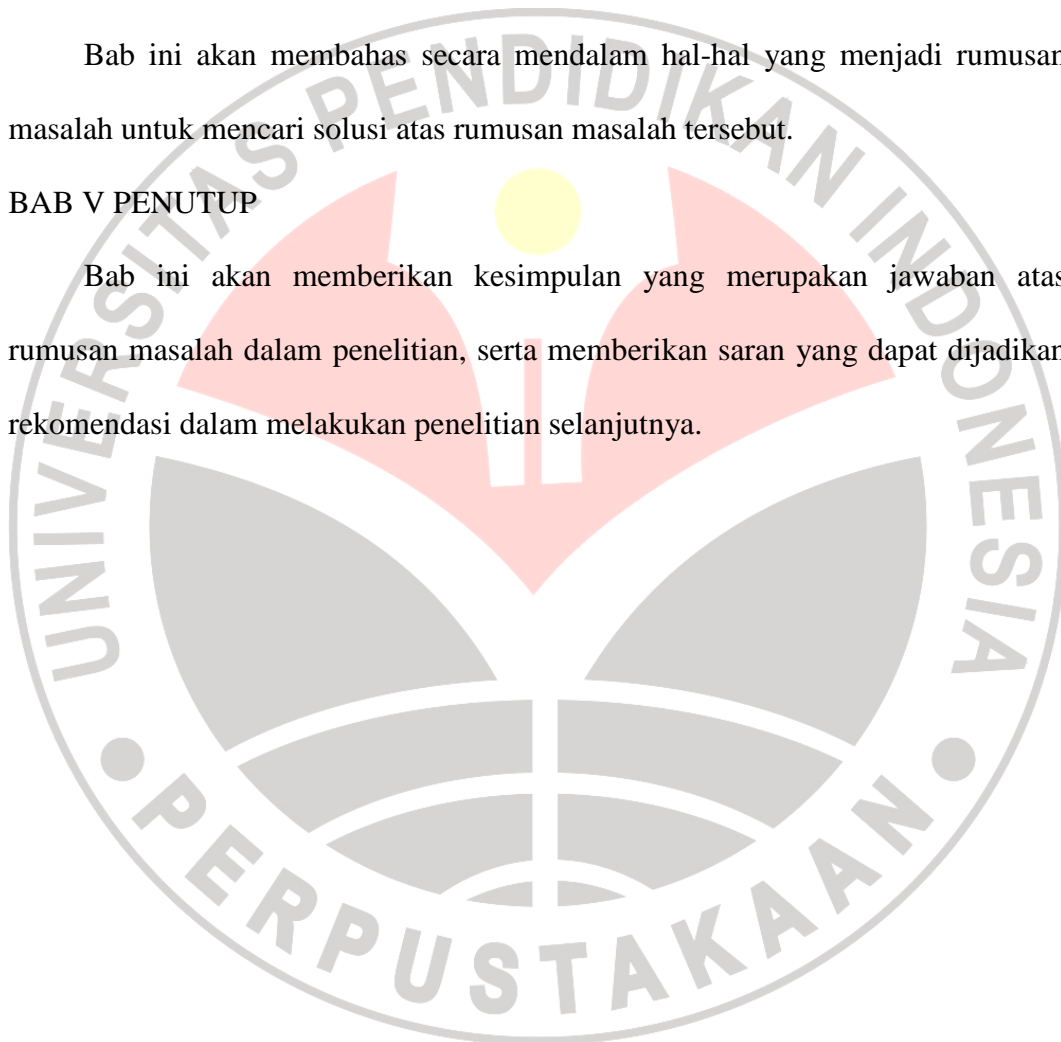 Bab ini akan membahas secara mendalam hal-hal yang menjadi rumusan
masalah untuk mencari solusi atas rumusan masalah tersebut.
BAB V PENUTUP
Bab ini akan memberikan kesimpulan yang merupakan jawaban atas
rumusan masalah dalam penelitian, serta memberikan saran yang dapat dijadikan
rekomendasi dalam melakukan penelitian selanjutnya.
UNIVERSITAS PENDIDIKAN INDONESIA
PERPUSTAKAAN